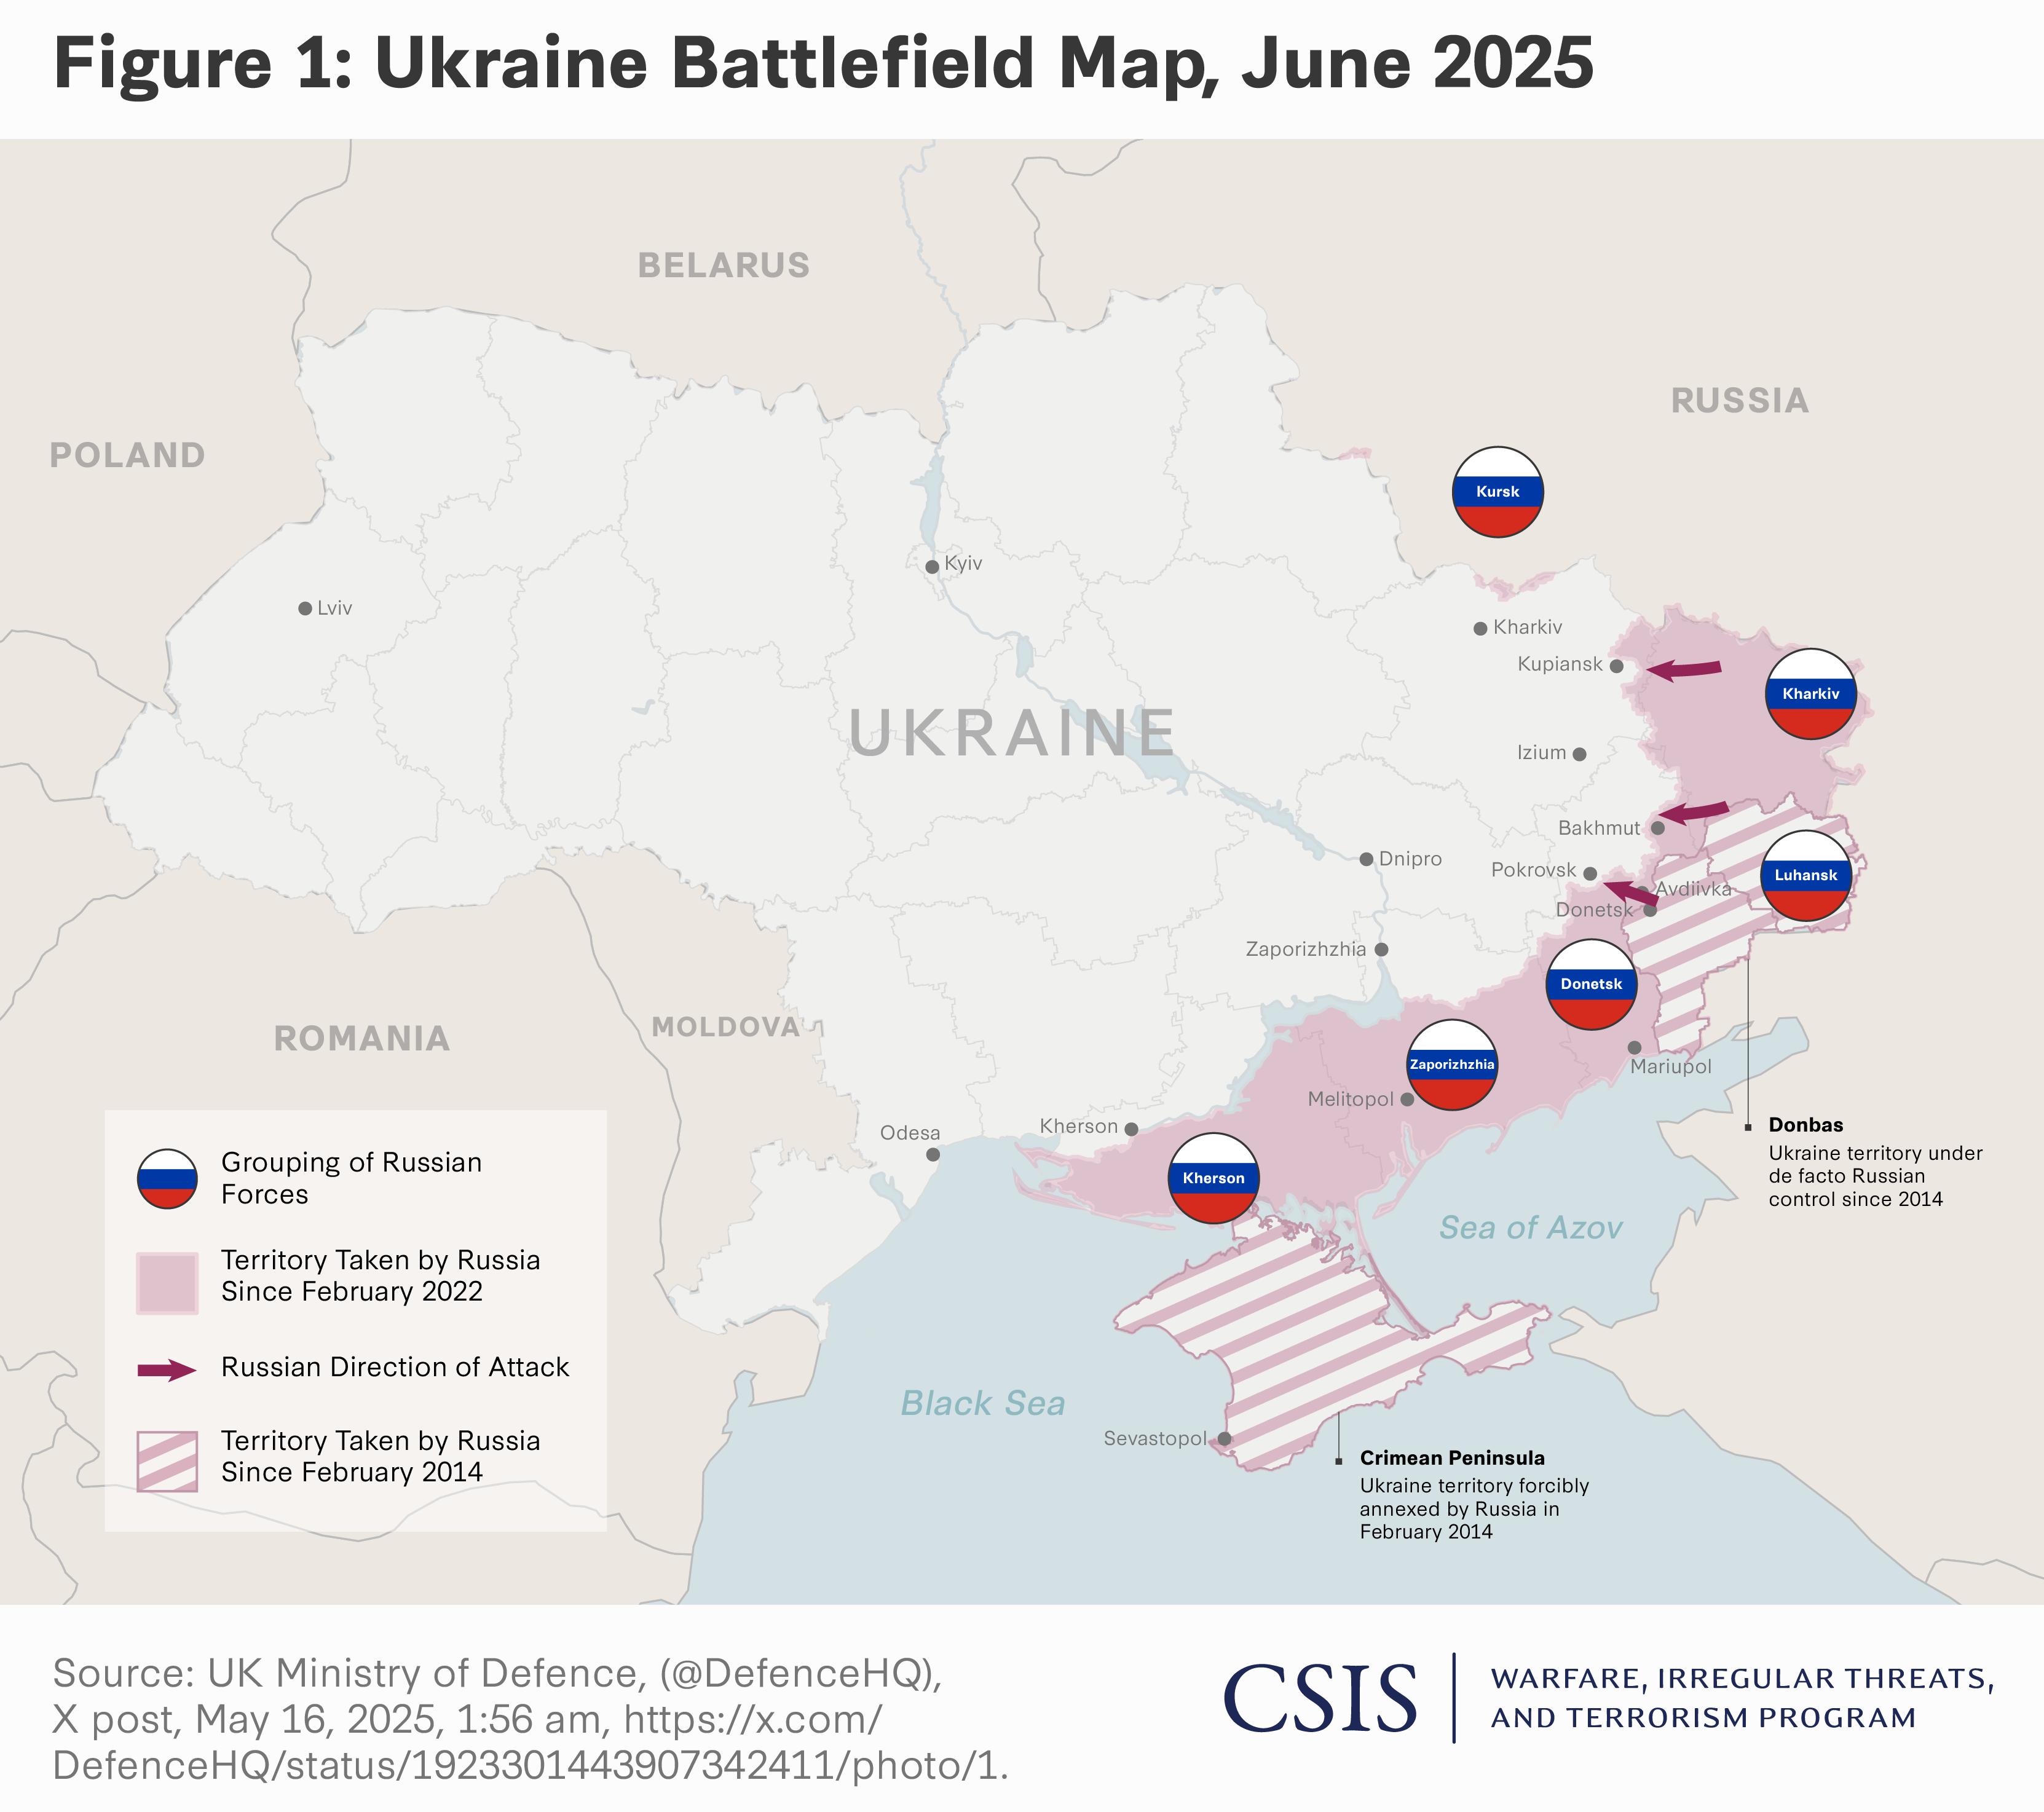 Figure 1: Ukraine Battlefield Map, June 2025
BELARUS
RUSSIA
POLAND
Kursk
Kyiv
Lviv
Kharkiv
Kupiansk
Kharkiv
UKRAINE
Izium
Bakhmut
Dnipro
Pokrovsk
Luhansk
Avdiivka
Donetsk
Zaporizhzhia
Donetsk
ROMANIA
MOLDOVA
Zaporizhzhia
Mariupol
Melitopol
Kherson
Odesa
Kherson
Donbas
Ukraine territory under
de facto Russian
control since 2014
Sea of Azov
Grouping of Russian
Forces
Territory Taken by Russia
Since February 2022
Russian Direction of Attack
Territory Taken by Russia
Since February 2014
Black Sea
Sevastopol
Crimean Peninsula
Ukraine territory forcibly
annexed by Russia in
February 2014
Source: UK Ministry of Defence, (@DefenceHQ),
X post, May 16, 2025, 1:56 am, https://x.com/
DefenceHQ/status/1923301443907342411/photo/1.
CSIS
WARFARE, IRREGULAR THREATS,
AND TERRORISM PROGRAM